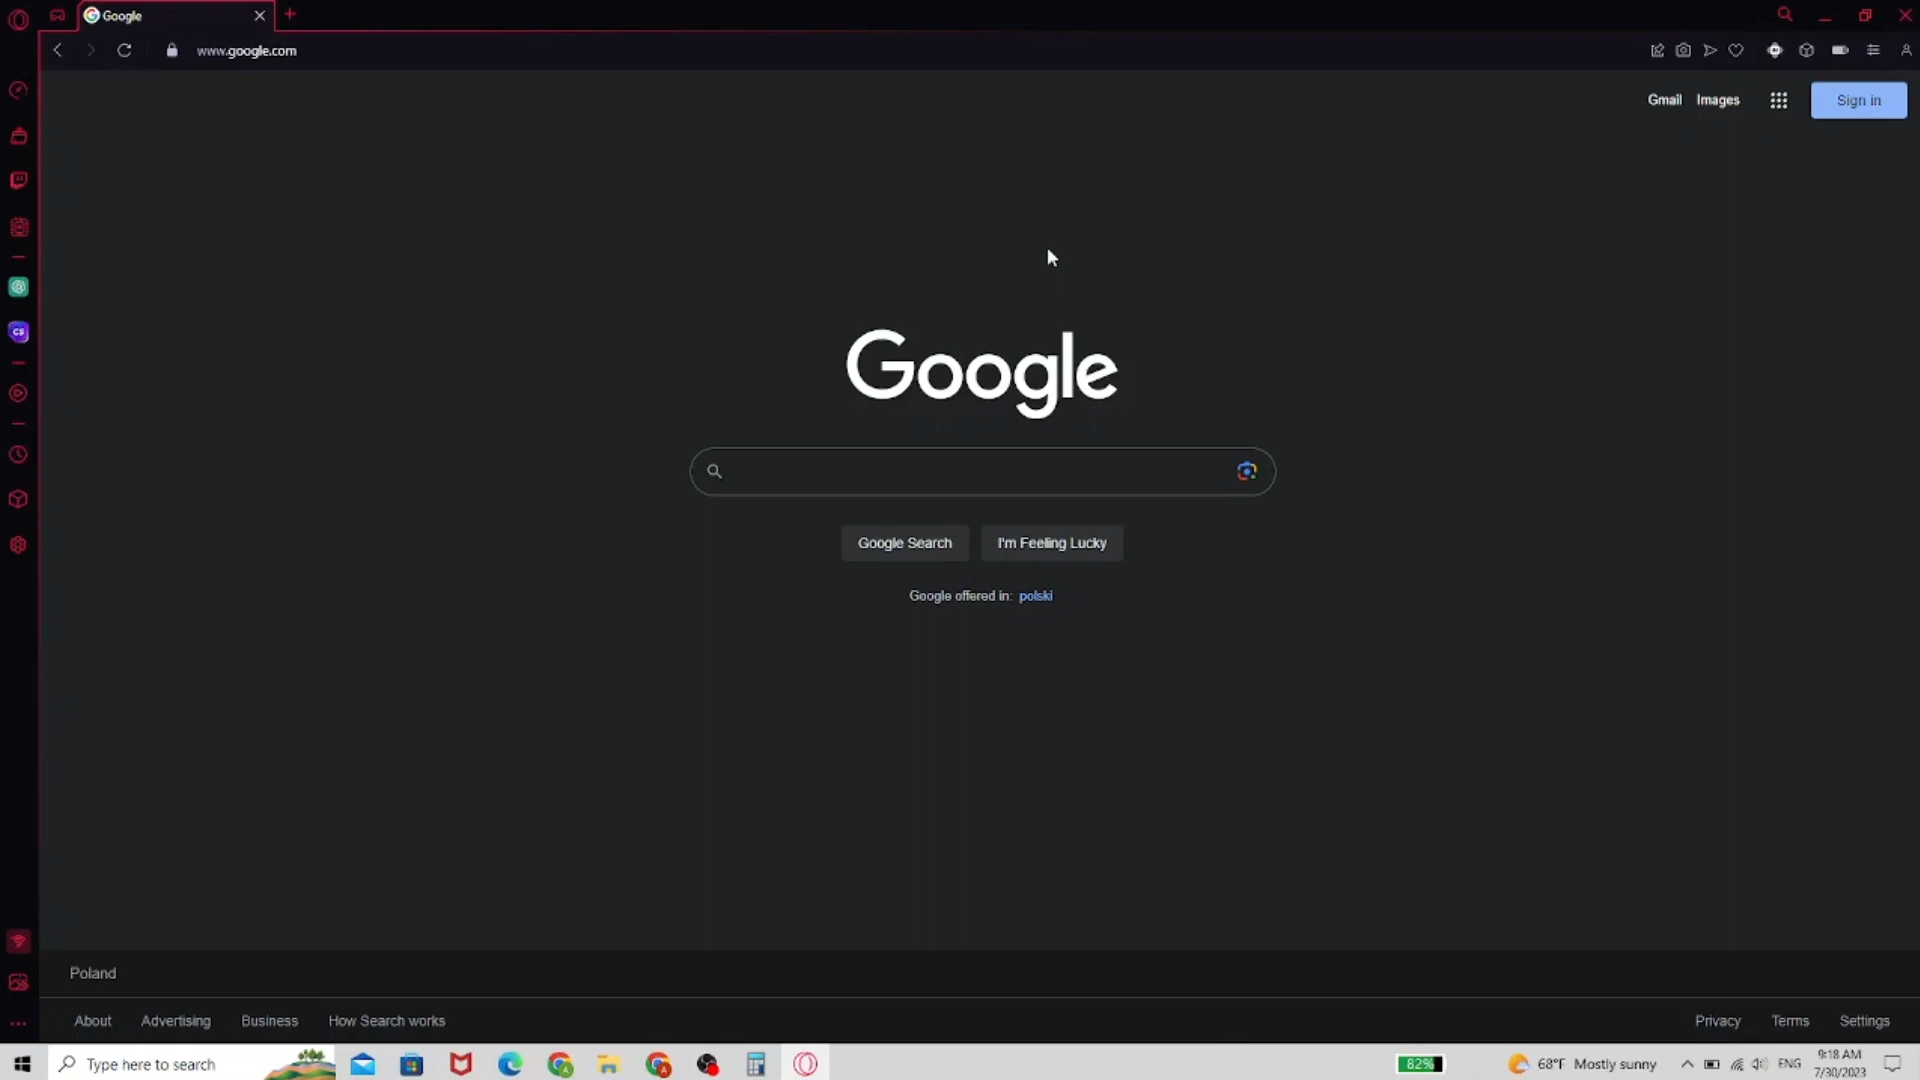 Google
www.google.com
Gmail Images Sign in
CS
Google
Google Search I'm Feeling Lucky
Google offered in: polski
Poland
About Advertising Business How Search works
Privacy Terms Settings
Type here to search
82%
68°F Mostly sunny
ENG
9:18 AM
7/30/2023